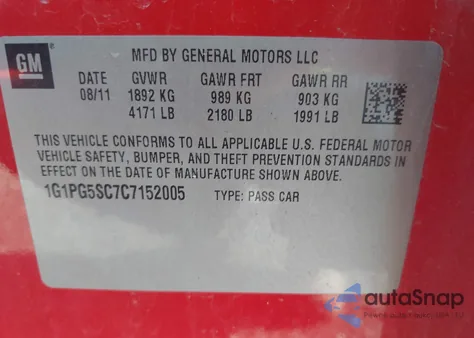 GM
MFD BY GENERAL MOTORS LLC
DATE GVWR GAWR FRT GAWR RR
08/11 1892 KG 989 KG 903 KG
4171 LB 2180 LB 1991 LB
THIS VEHICLE CONFORMS TO ALL APPLICABLE U.S. FEDERAL MOTOR
VEHICLE SAFETY, BUMPER, AND THEFT PREVENTION STANDARDS IN
EFFECT ON THE DATE OF MANUFACTURE SHOWN ABOVE.
1G1PG5SC7C7152005 TYPE: PASS CAR
autoSnap